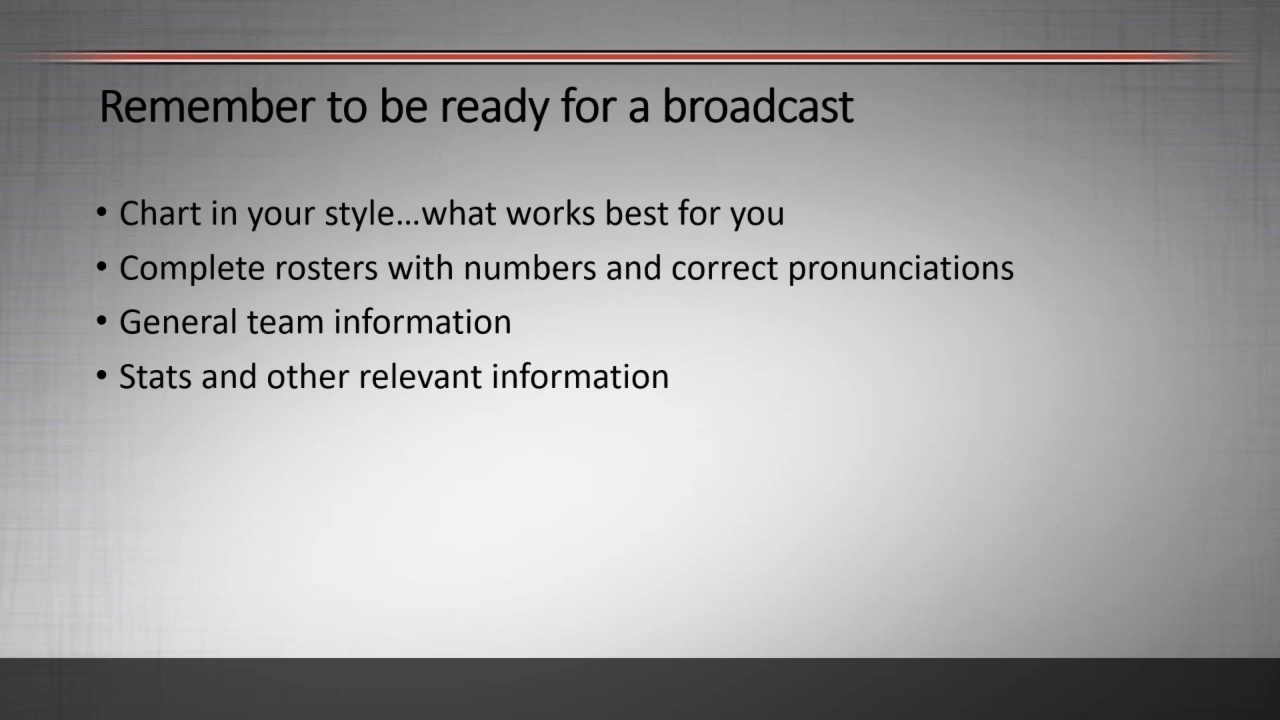 Remember to be ready for a broadcast
• Chart in your style…what works best for you
• Complete rosters with numbers and correct pronunciations
• General team information
• Stats and other relevant information